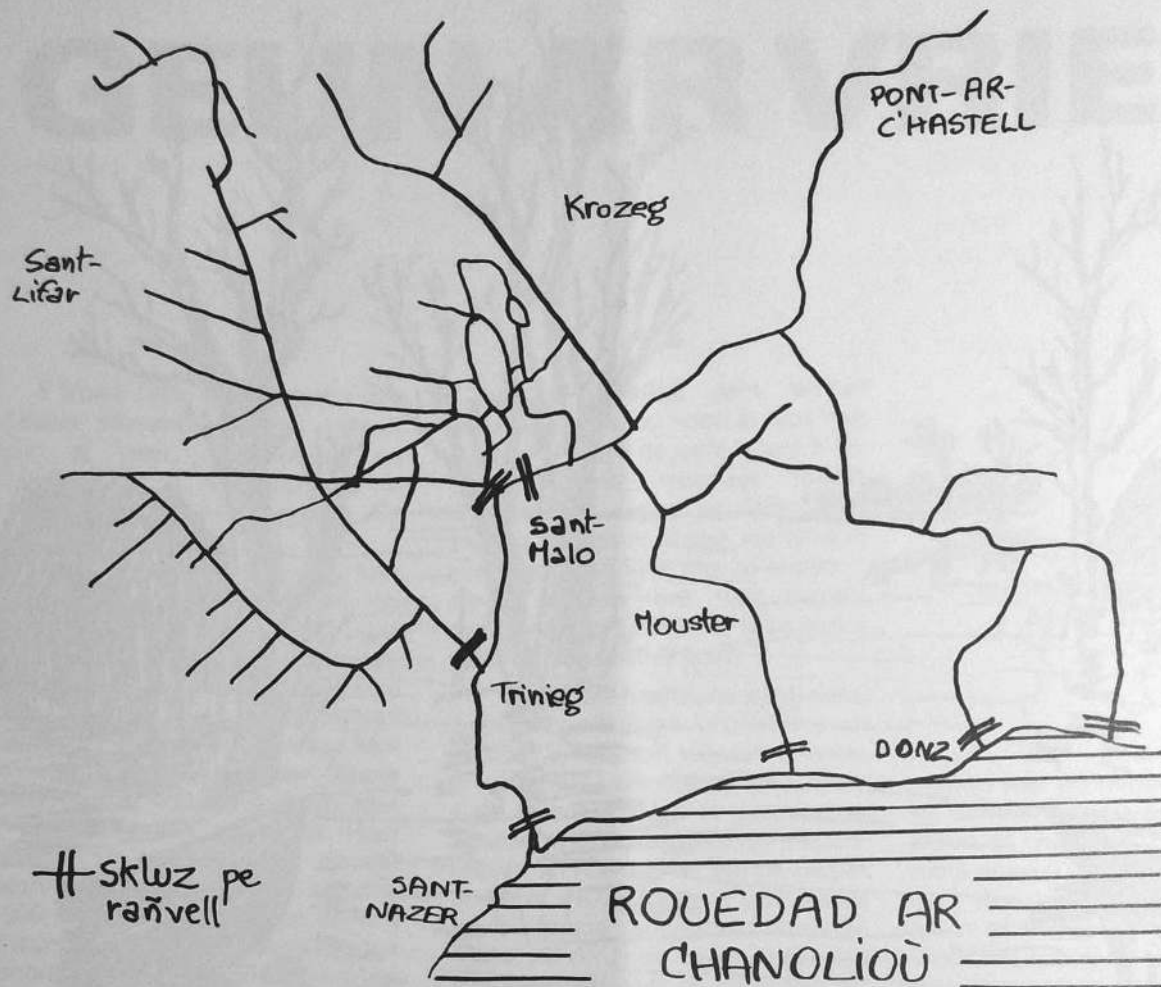 PONT-AR-
C'HASTELL
Krozeg
Sant-
Lifar
Sant-
Malo
Mouster
Trinieg
DONZ
Skluz pe
rañvell
SANT-
NAZER
ROUEDAD AR
CHANOLIOÙ